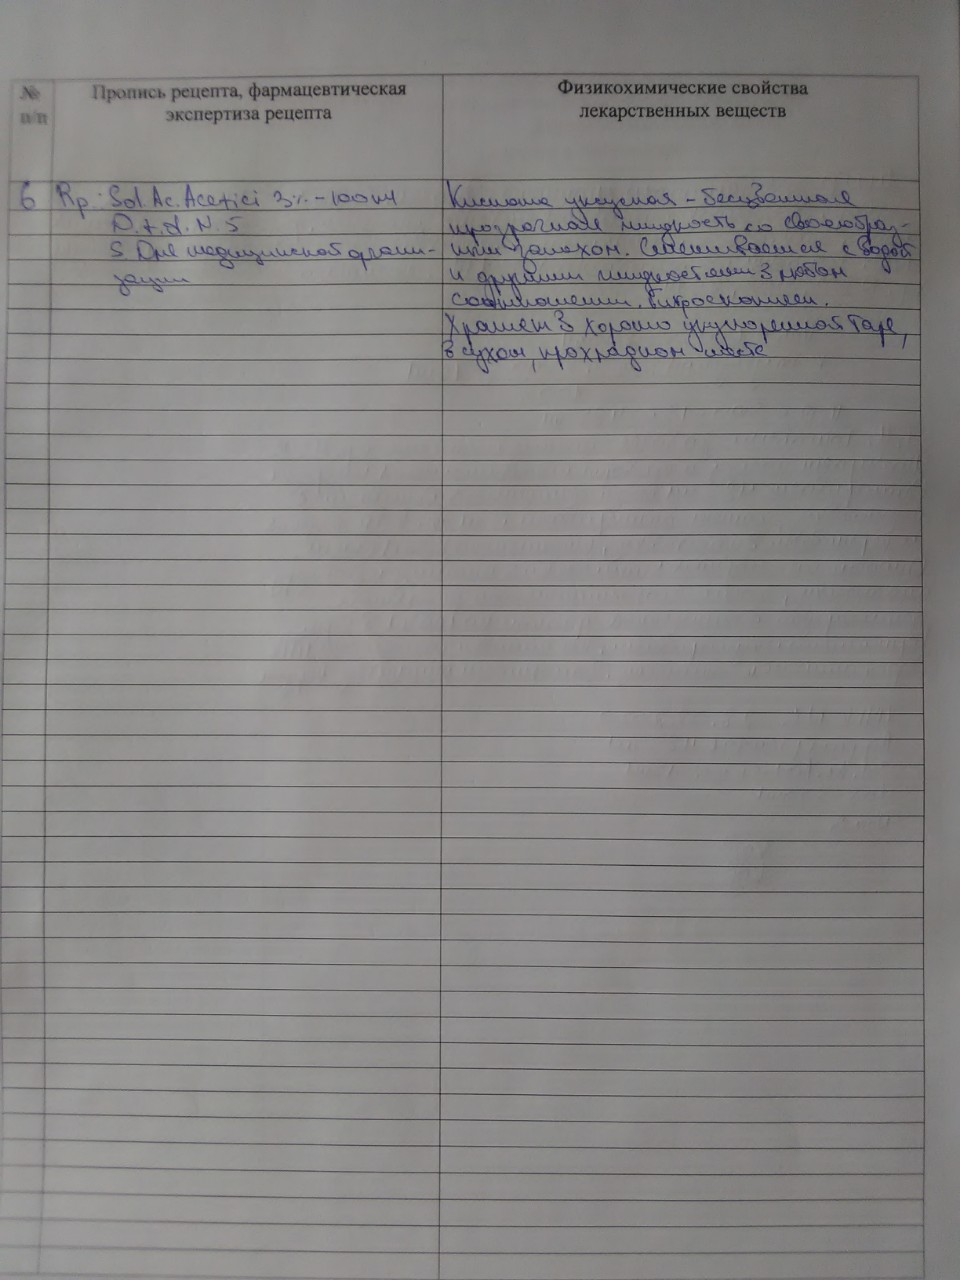 № п/п
Пропись рецепта, фармацевтическая
экспертиза рецепта
Физикохимические свойства
лекарственных веществ
6 Rp: Sol. Ac. Acetici 3% - 100 ml
D.t.d. N. 5
S. Для медицинской органи-
зации
Кислота уксусная - бесцветная
прозрачная жидкость со своеобраз-
ным запахом. Смешивается с водой
и другими жидкостями в любом
соотношении. Гигроскопичен.
Хранят в хорошо укупоренной таре,
в сухом, прохладном месте